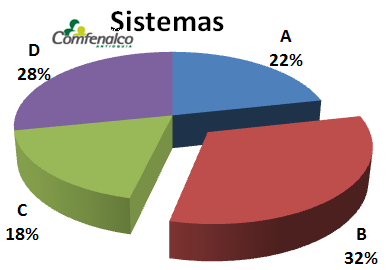 Sistemas
Comfenalco
ANTIOQUIA
A
22%
D
28%
C
18%
B
32%